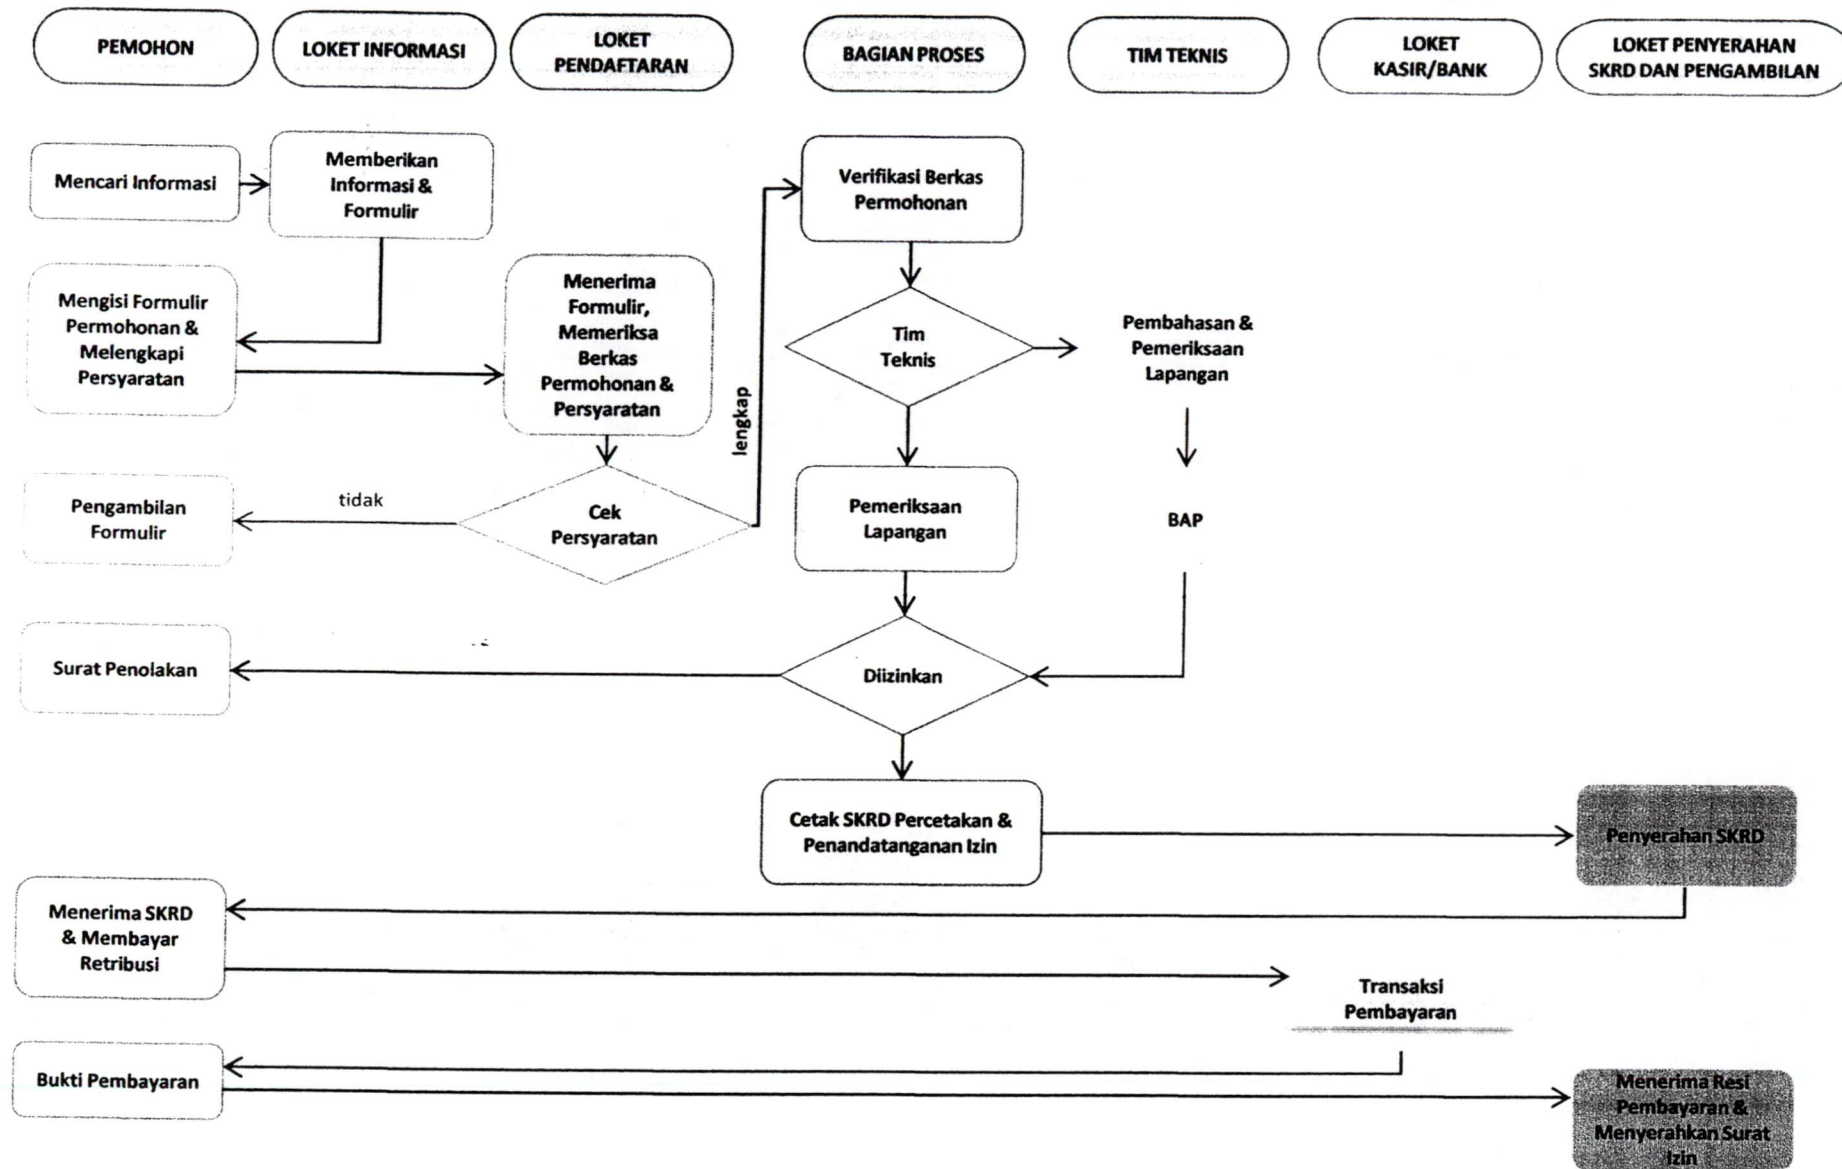 PEMOHON
LOKET INFORMASI
LOKET
PENDAFTARAN
BAGIAN PROSES
TIM TEKNIS
LOKET
KASIR/BANK
LOKET PENYERAHAN
SKRD DAN PENGAMBILAN
Mencari Informasi
Memberikan
Informasi &
Formulir
Verifikasi Berkas
Permohonan
Mengisi Formulir
Permohonan &
Melengkapi
Persyaratan
Menerima
Formulir,
Memeriksa
Berkas
Permohonan &
Persyaratan
lengkap
Tim
Teknis
Pembahasan &
Pemeriksaan
Lapangan
Pengambilan
Formulir
tidak
Cek
Persyaratan
Pemeriksaan
Lapangan
BAP
Surat Penolakan
Diizinkan
Cetak SKRD Percetakan &
Penandatanganan Izin
Penyerahan SKRD
Menerima SKRD
& Membayar
Retribusi
Transaksi
Pembayaran
Bukti Pembayaran
Menerima Resi
Pembayaran &
Menyerahkan Surat
Izin